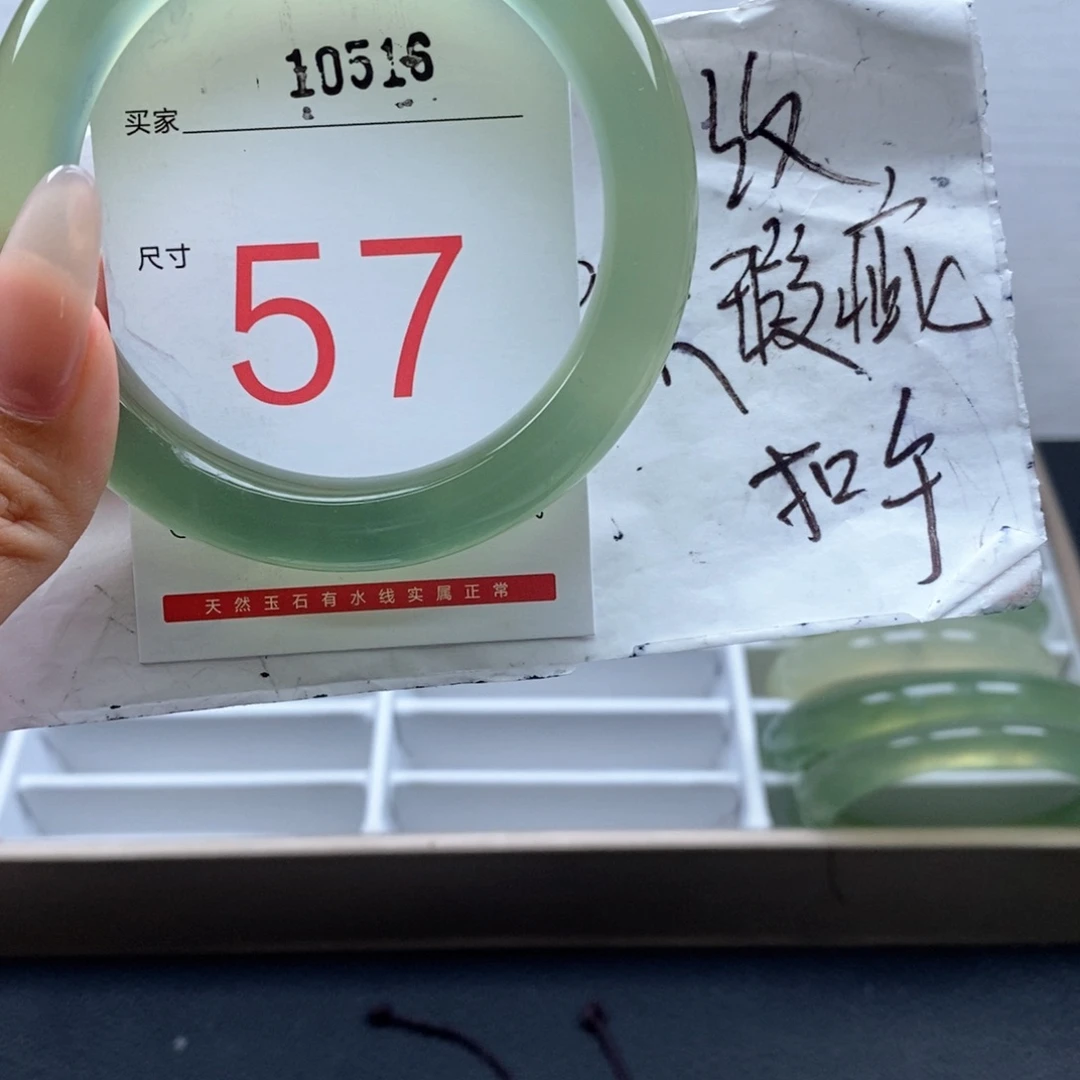 10516
买家
尺寸 57
天然玉石有水线实属正常
收
瑕疵
扣午